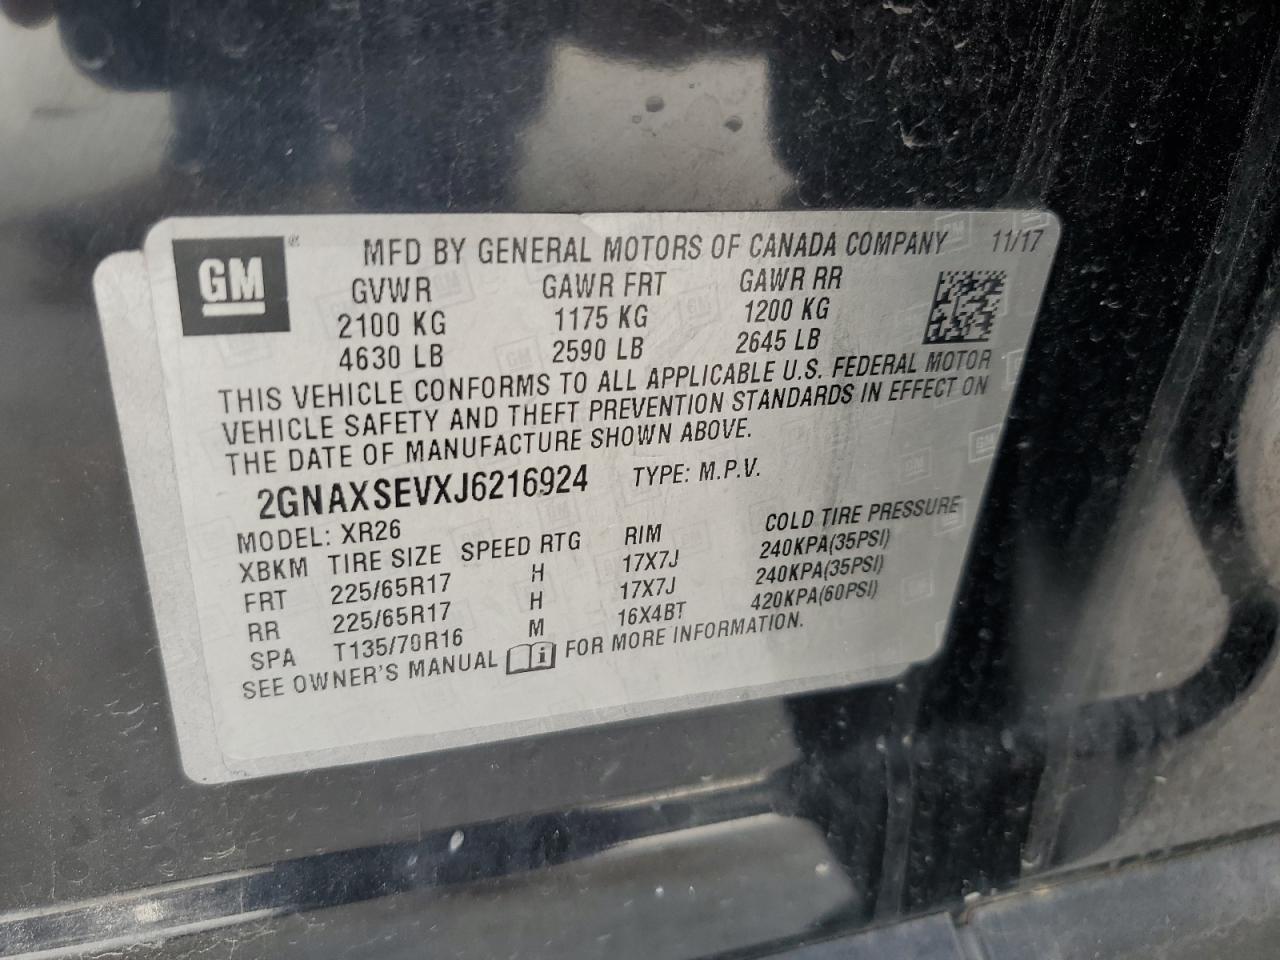 GM ® MFD BY GENERAL MOTORS OF CANADA COMPANY 11/17
GVWR GAWR FRT GAWR RR
2100 KG 1175 KG 1200 KG
4630 LB 2590 LB 2645 LB
THIS VEHICLE CONFORMS TO ALL APPLICABLE U.S. FEDERAL MOTOR
VEHICLE SAFETY AND THEFT PREVENTION STANDARDS IN EFFECT ON
THE DATE OF MANUFACTURE SHOWN ABOVE.
2GNAXSEVXJ6216924 TYPE: M.P.V.
MODEL: XR26
XBKM TIRE SIZE SPEED RTG RIM COLD TIRE PRESSURE
FRT 225/65R17 H 17X7J 240KPA(35PSI)
RR 225/65R17 H 17X7J 240KPA(35PSI)
SPA T135/70R16 M 16X4BT 420KPA(60PSI)
SEE OWNER'S MANUAL FOR MORE INFORMATION.